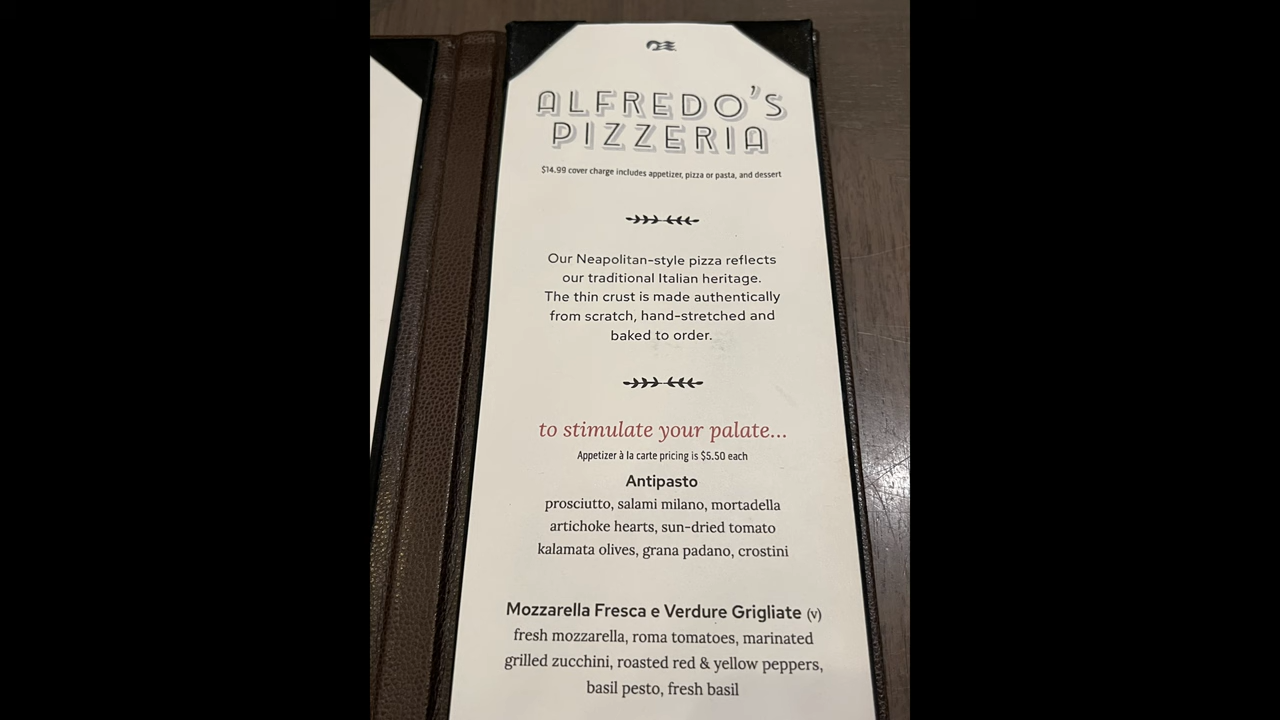 ALFREDO'S
PIZZERIA
$14.99 cover charge includes appetizer, pizza or pasta, and dessert
Our Neapolitan-style pizza reflects
our traditional Italian heritage.
The thin crust is made authentically
from scratch, hand-stretched and
baked to order.
to stimulate your palate...
Appetizer à la carte pricing is $5.50 each
Antipasto
prosciutto, salami milano, mortadella
artichoke hearts, sun-dried tomato
kalamata olives, grana padano, crostini
Mozzarella Fresca e Verdure Grigliate (v)
fresh mozzarella, roma tomatoes, marinated
grilled zucchini, roasted red & yellow peppers,
basil pesto, fresh basil